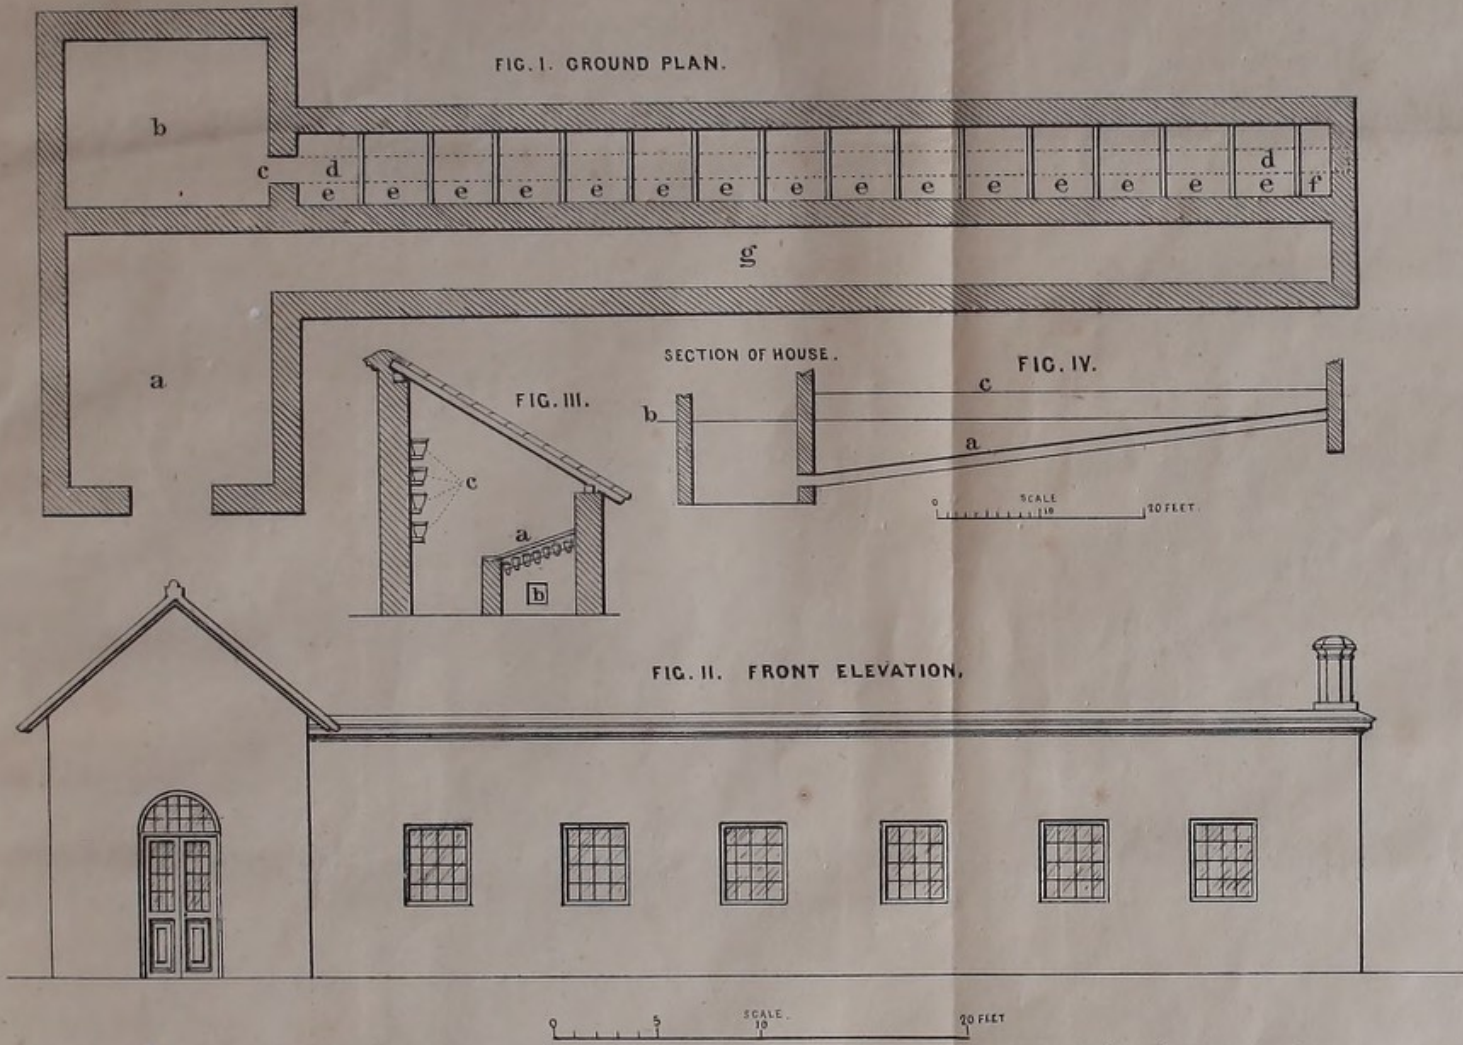 FIG. I. GROUND PLAN.
b
c d d
e e e e e e e e e e e e e e e f
g
a
SECTION OF HOUSE.
FIG. IV.
c
b
a
SCALE
0 10 20 FEET.
FIG. III.
c
a
b
FIG. II. FRONT ELEVATION.
SCALE.
0 5 10 20 FEET